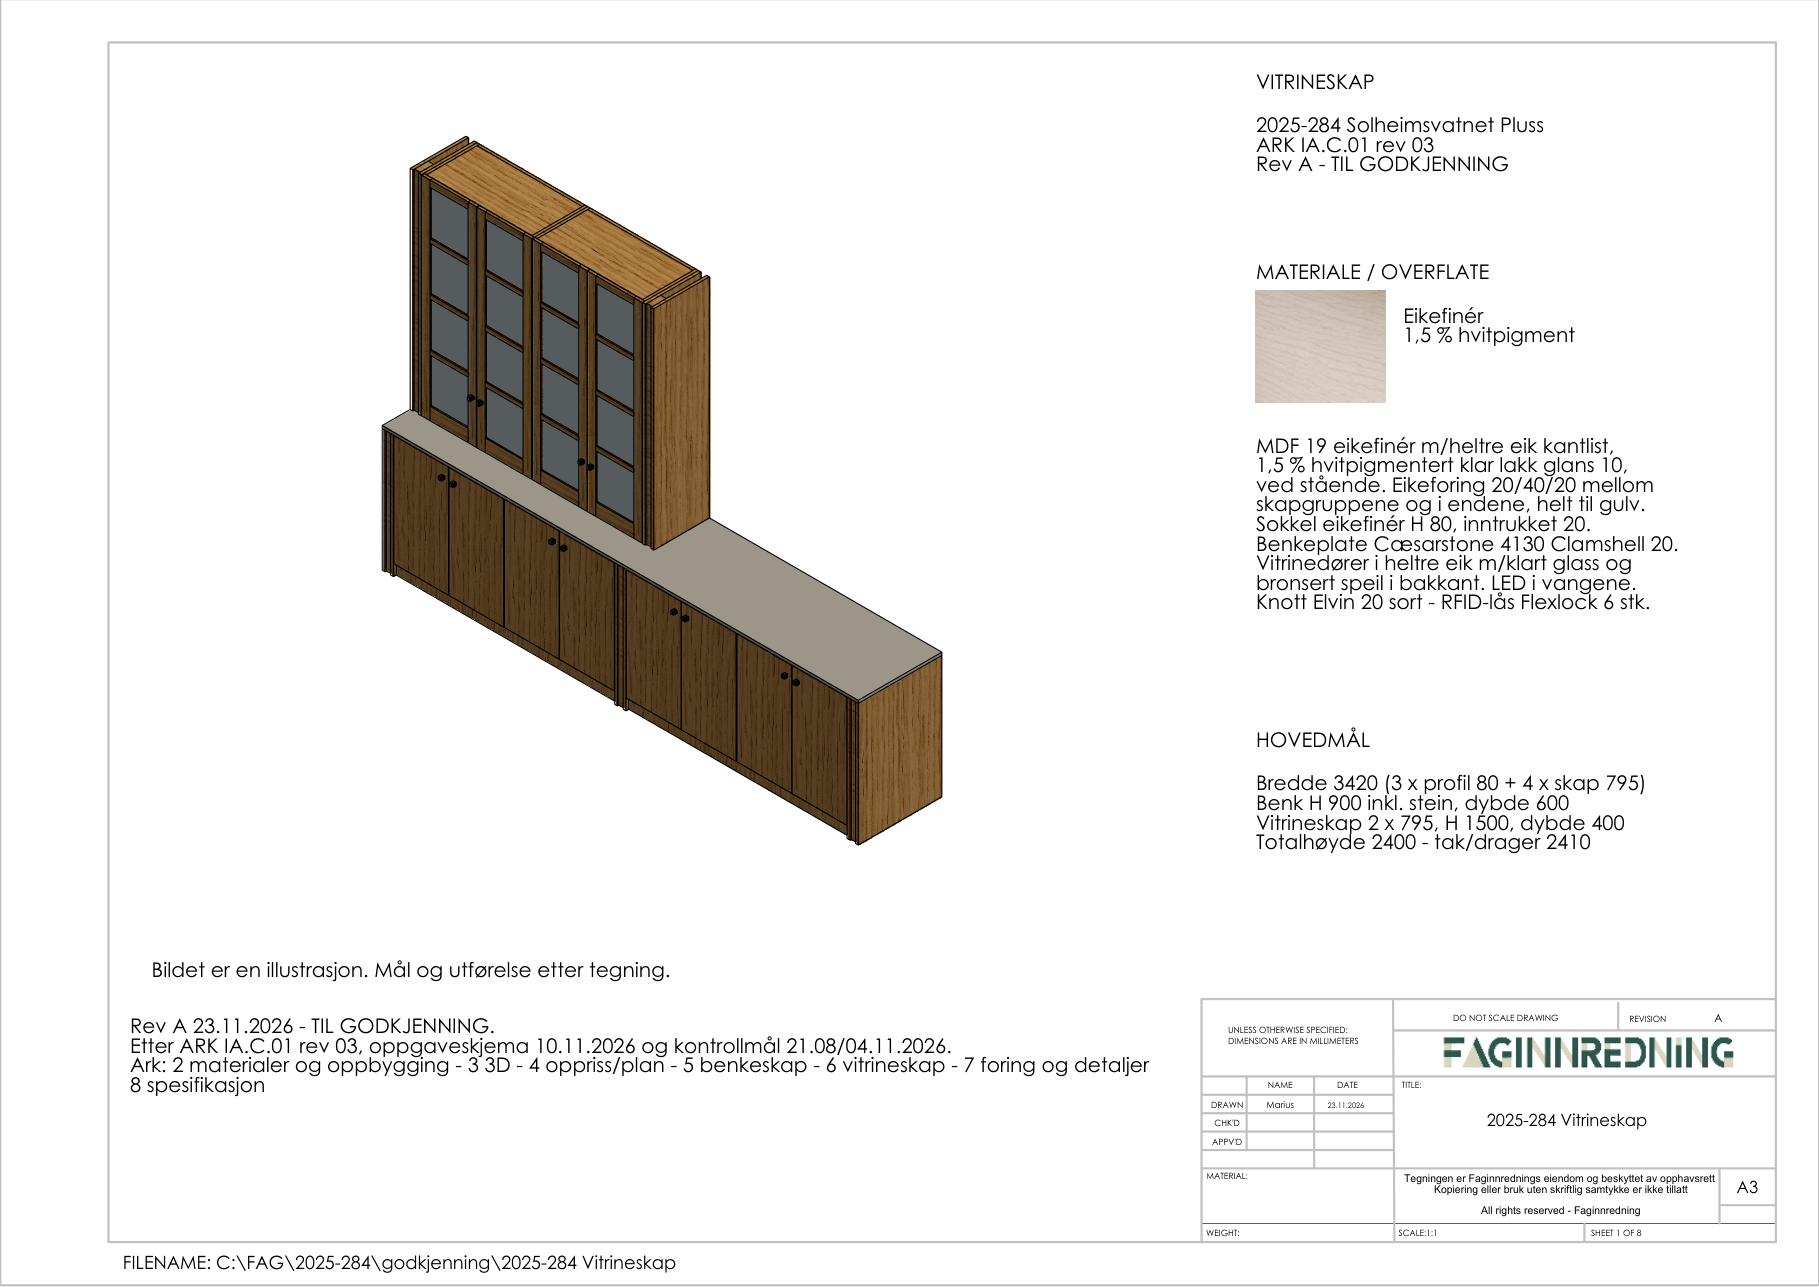 VITRINESKAP
2025-284 Solheimsvatnet Pluss
ARK IA.C.01 rev 03
Rev A - TIL GODKJENNING
MATERIALE / OVERFLATE
Eikefinér
1,5 % hvitpigment
MDF 19 eikefinér m/heltre eik kantlist,
1,5 % hvitpigmentert klar lakk glans 10,
ved stående. Eikeforing 20/40/20 mellom
skapgruppene og i endene, helt til gulv.
Sokkel eikefinér H 80, inntrukket 20.
Benkeplate Cæsarstone 4130 Clamshell 20.
Vitrinedører i heltre eik m/klart glass og
bronsert speil i bakkant. LED i vangene.
Knott Elvin 20 sort - RFID-lås Flexlock 6 stk.
HOVEDMÅL
Bredde 3420 (3 x profil 80 + 4 x skap 795)
Benk H 900 inkl. stein, dybde 600
Vitrineskap 2 x 795, H 1500, dybde 400
Totalhøyde 2400 - tak/drager 2410
Bildet er en illustrasjon. Mål og utførelse etter tegning.
Rev A 23.11.2026 - TIL GODKJENNING.
Etter ARK IA.C.01 rev 03, oppgaveskjema 10.11.2026 og kontrollmål 21.08/04.11.2026.
Ark: 2 materialer og oppbygging - 3 3D - 4 oppriss/plan - 5 benkeskap - 6 vitrineskap - 7 foring og detaljer
8 spesifikasjon
UNLESS OTHERWISE SPECIFIED:
DIMENSIONS ARE IN MILLIMETERS
DO NOT SCALE DRAWING
REVISION A
FAGINNREDNING
NAME DATE
DRAWN Marius 23.11.2026
CHK'D
APPV'D
TITLE:
2025-284 Vitrineskap
MATERIAL:
Tegningen er Faginnrednings eiendom og beskyttet av opphavsrett
Kopiering eller bruk uten skriftlig samtykke er ikke tillatt
All rights reserved - Faginnredning
A3
WEIGHT:
SCALE:1:1
SHEET 1 OF 8
FILENAME: C:\FAG\2025-284\godkjenning\2025-284 Vitrineskap